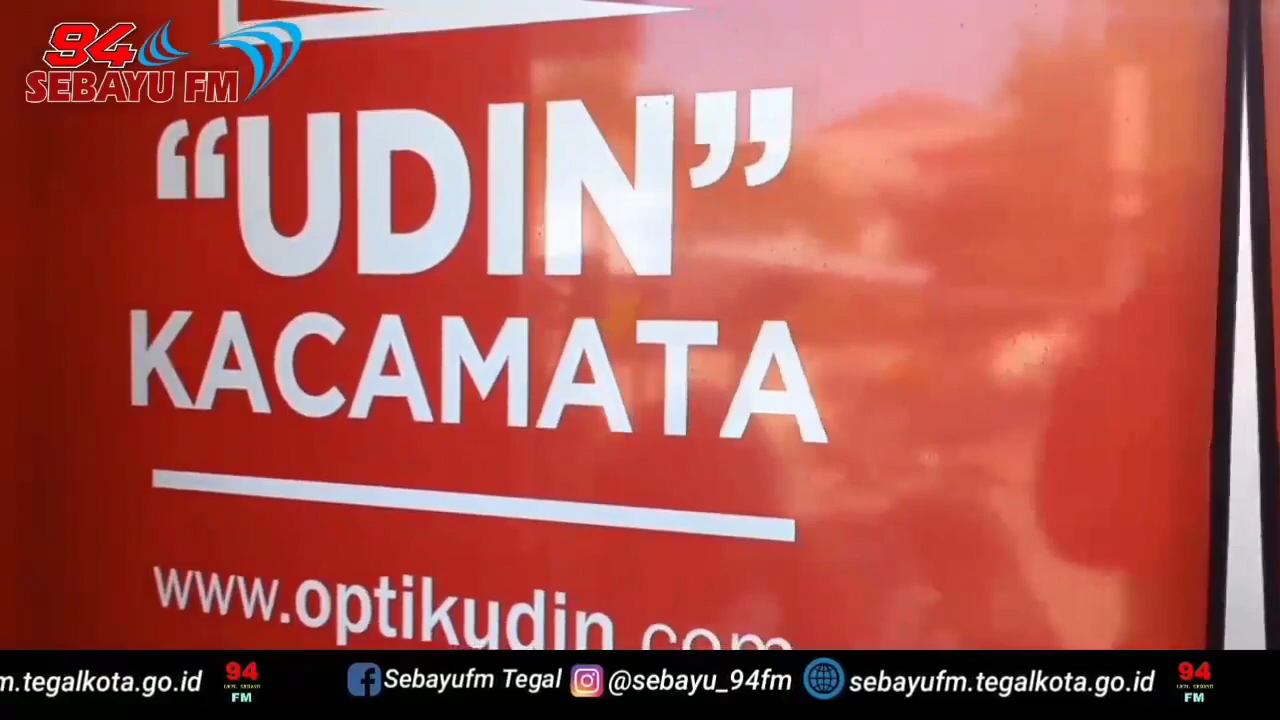 94
SEBAYU FM
“UDIN”
KACAMATA
www.optikudin.com
m.tegalkota.go.id
94
FM
Sebayufm Tegal
@sebayu_94fm
sebayufm.tegalkota.go.id
94
FM